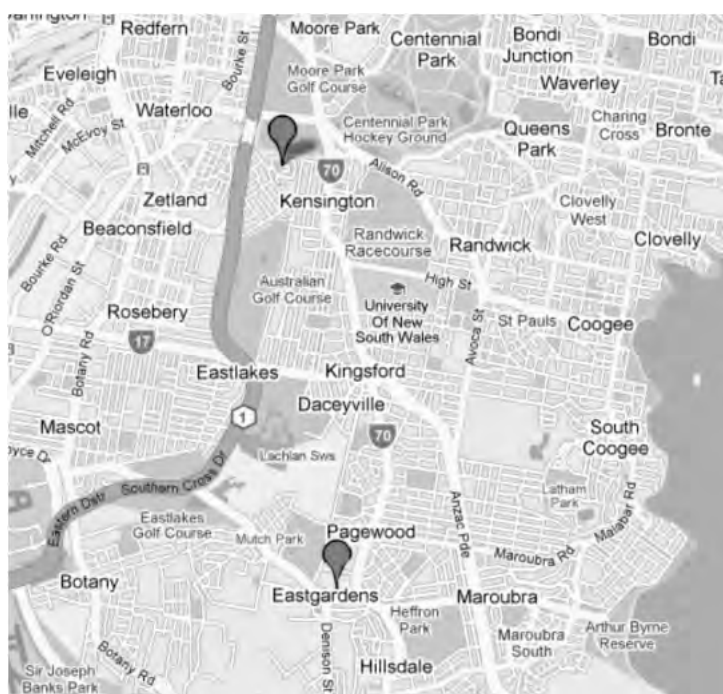 Darlington
Redfern
Moore Park
Centennial
Park
Bondi
Junction
Bondi
Eveleigh
Bourke St
Moore Park
Golf Course
Waverley
Ta
lle
Mitchell Rd
McEvoy St
Waterloo
Centennial Park
Hockey Ground
Queens
Park
Charing
Cross
Bronte
70
Alison Rd
Zetland
Kensington
Clovelly
West
Beaconsfield
Randwick
Racecourse
Randwick
Clovelly
Bourke Rd
O'Riordan St
Australian
Golf Course
High St
Rosebery
University
Of New
South Wales
Avoca St
St Pauls
Coogee
Botany Rd
17
Eastlakes
Kingsford
Daceyville
1
Mascot
70
South
Coogee
oyce Dr
Lachlan Sws
Southern Cross Dr
Eastern Dstr
Latham
Park
Anzac Pde
Malabar Rd
Eastlakes
Golf Course
Mutch Park
Pagewood
Maroubra Rd
Botany
Eastgardens
Heffron
Park
Maroubra
Denison St
Maroubra
South
Arthur Byrne
Reserve
Botany Rd
Sir Joseph
Banks Park
Hillsdale